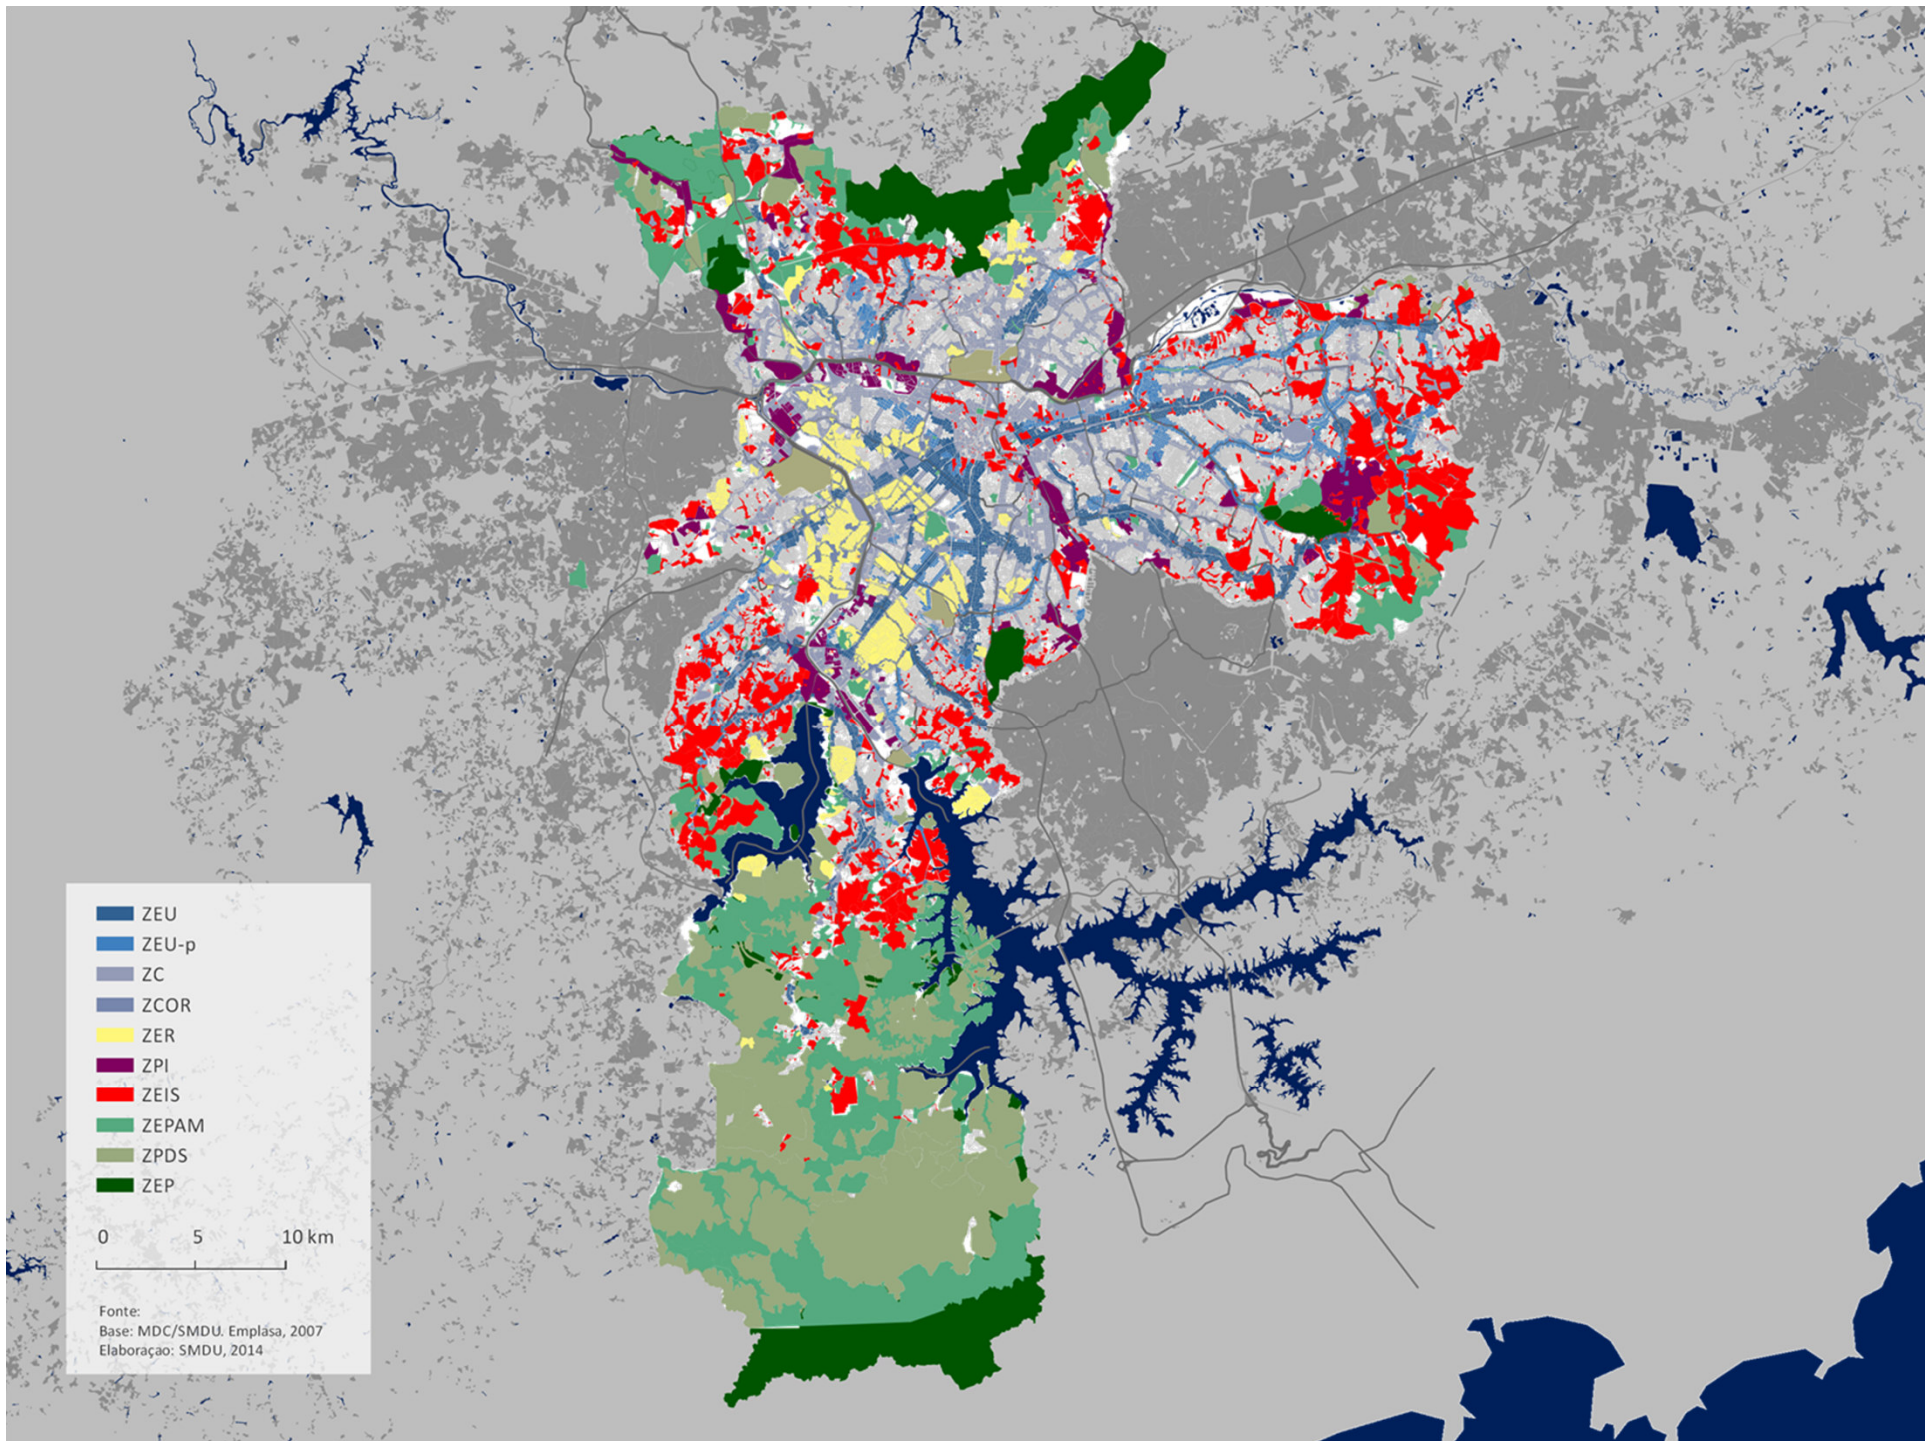 ZEU
ZEU-p
ZC
ZCOR
ZER
ZPI
ZEIS
ZEPAM
ZPDS
ZEP
0 5 10 km
Fonte:
Base: MDC/SMDU. Emplasa, 2007
Elaboraçao: SMDU, 2014